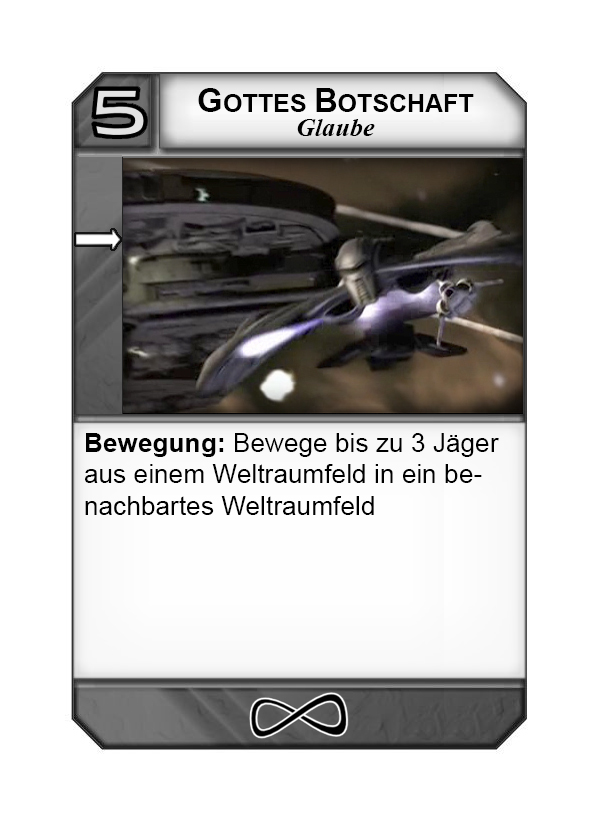 5
GOTTES BOTSCHAFT
Glaube
Bewegung: Bewege bis zu 3 Jäger
aus einem Weltraumfeld in ein be-
nachbartes Weltraumfeld